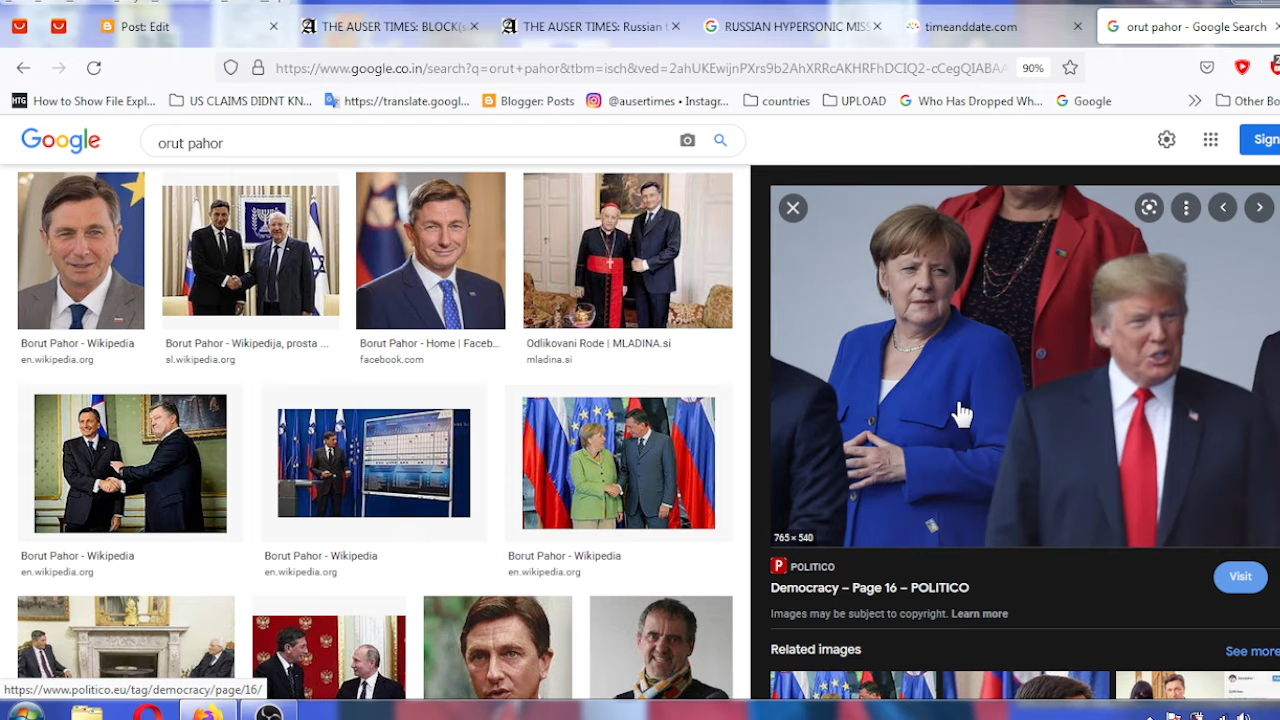 Post: Edit
THE AUSER TIMES: BLOCK
THE AUSER TIMES: Russian
RUSSIAN HYPERSONIC MISS
timeanddate.com
orut pahor - Google Search
https://www.google.co.in/search?q=orut+pahor&tbm=isch&ved=2ahUKEwijnPXrs9b2AhXRRcAKHRFhDCIQ2-cCegQIABAA
90%
How to Show File Expl...
US CLAIMS DIDNT KN...
https://translate.googl...
Blogger: Posts
@ausertimes • Instagr...
countries
UPLOAD
Who Has Dropped Wh...
Google
Other Bo
Google
orut pahor
Sign
Borut Pahor - Wikipedia
en.wikipedia.org
Borut Pahor - Wikipedija, prosta ...
sl.wikipedia.org
Borut Pahor - Home | Faceb...
facebook.com
Odlikovani Rode | MLADINA.si
mladina.si
Borut Pahor - Wikipedia
en.wikipedia.org
Borut Pahor - Wikipedia
en.wikipedia.org
Borut Pahor - Wikipedia
en.wikipedia.org
765 × 540
POLITICO
Democracy – Page 16 – POLITICO
Visit
Images may be subject to copyright. Learn more
Related images
See more
https://www.politico.eu/tag/democracy/page/16/